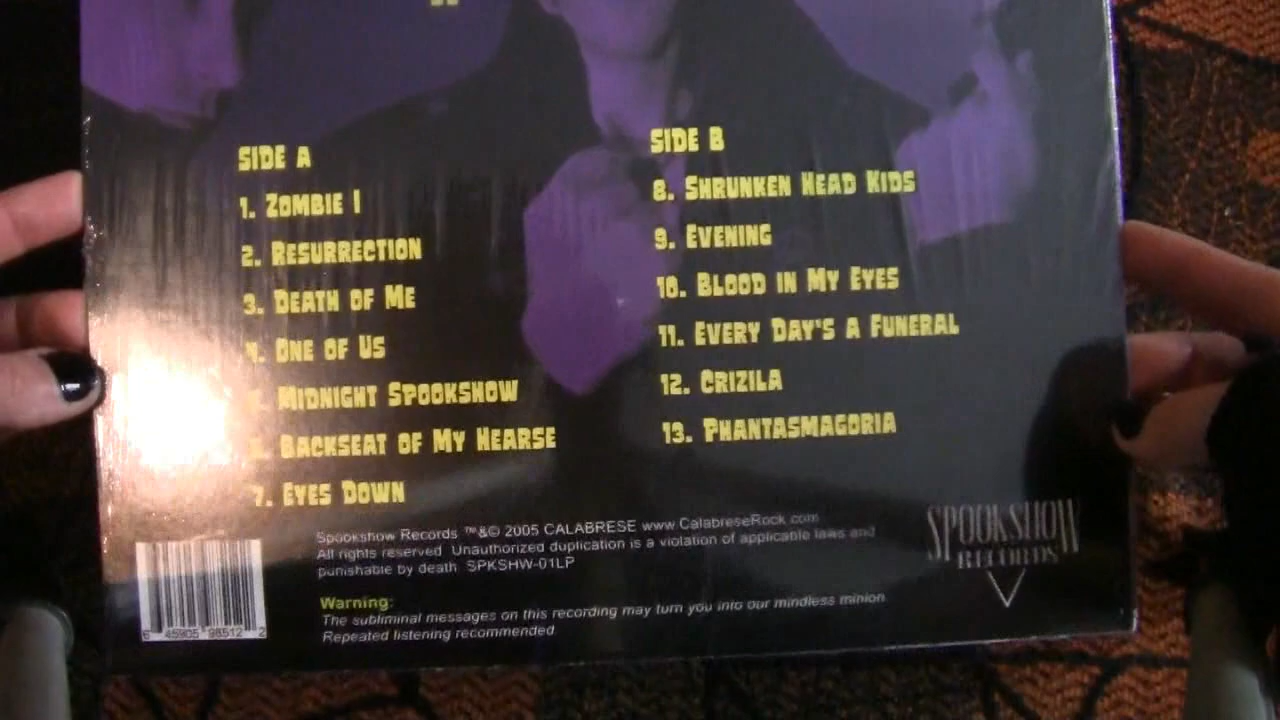 SIDE A
1. ZOMBIE I
2. RESURRECTION
3. DEATH OF ME
4. ONE OF US
MIDNIGHT SPOOKSHOW
BACKSEAT OF MY HEARSE
7. EYES DOWN
SIDE B
8. SHRUNKEN HEAD KIDS
9. EVENING
10. BLOOD IN MY EYES
11. EVERY DAY'S A FUNERAL
12. CRIZILA
13. PHANTASMAGORIA
Spookshow Records ™&© 2005 CALABRESE www.CalabreseRock.com
All rights reserved. Unauthorized duplication is a violation of applicable laws and
punishable by death. SPKSHW-01LP
Warning:
The subliminal messages on this recording may turn you into our mindless minion.
Repeated listening recommended.
6 45905 98512 2
SPOOKSHOW
RECORDS